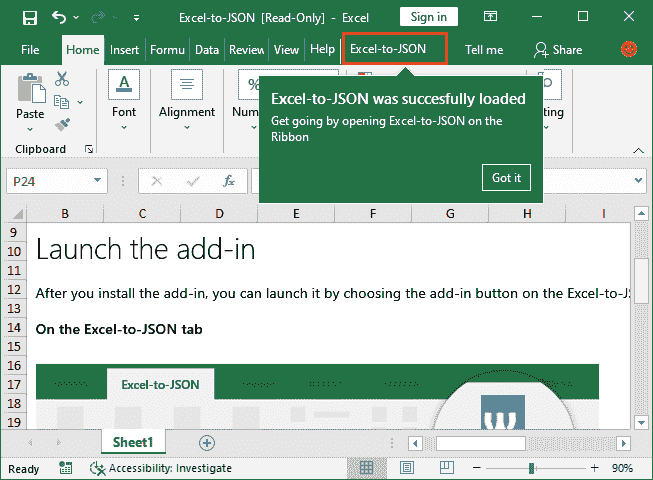 Excel-to-JSON [Read-Only] - Excel
Sign in
File Home Insert Formu Data Review View Help Excel-to-JSON Tell me Share
Paste
Font
Alignment
%
Num
Clipboard
Excel-to-JSON was succesfully loaded
Get going by opening Excel-to-JSON on the
Ribbon
Got it
ting
P24
fx
B C D E F G H I
9
10 Launch the add-in
11
12 After you install the add-in, you can launch it by choosing the add-in button on the Excel-to-JS
13
14 On the Excel-to-JSON tab
15
16
17 Excel-to-JSON
18
19 W
Sheet1
Ready Accessibility: Investigate 90%